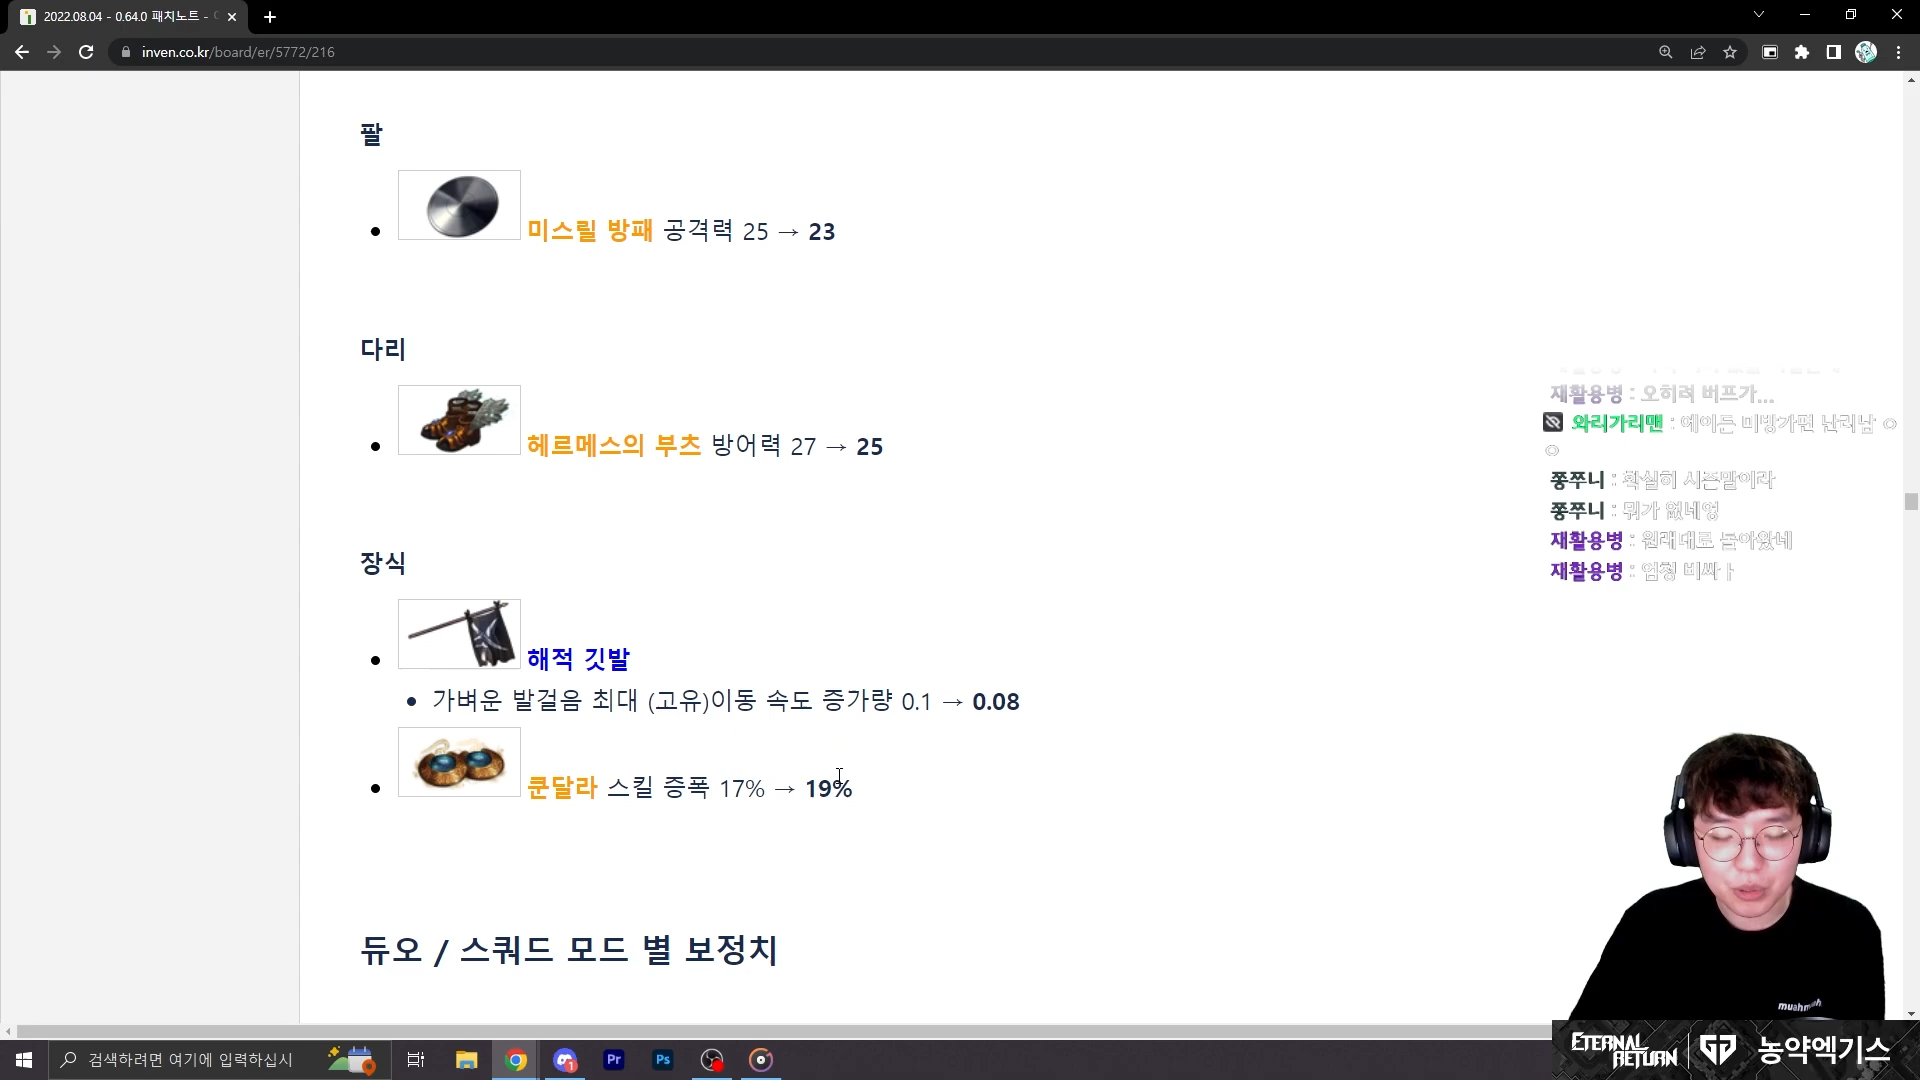 2022.08.04 - 0.64.0 패치노트 -
inven.co.kr/board/er/5772/216
팔
미스릴 방패 공격력 25 → 23
다리
헤르메스의 부츠 방어력 27 → 25
장식
해적 깃발
가벼운 발걸음 최대 (고유)이동 속도 증가량 0.1 → 0.08
쿤달라 스킬 증폭 17% → 19%
듀오 / 스쿼드 모드 별 보정치
재활용병 : 오히려 버프가...
와리가리맨 : 에이든 미방가편 난리남 ㅇ
ㅇ
쫑쭈니 : 확실히 시즌말이라
쫑쭈니 : 뭐가 없네엉
재활용병 : 원래대로 돌아왔네
재활용병 : 엄청 비싸ㅏ
muahmuah
ETERNAL RETURN
농약엑기스
검색하려면 여기에 입력하십시
1
Pr
Ps